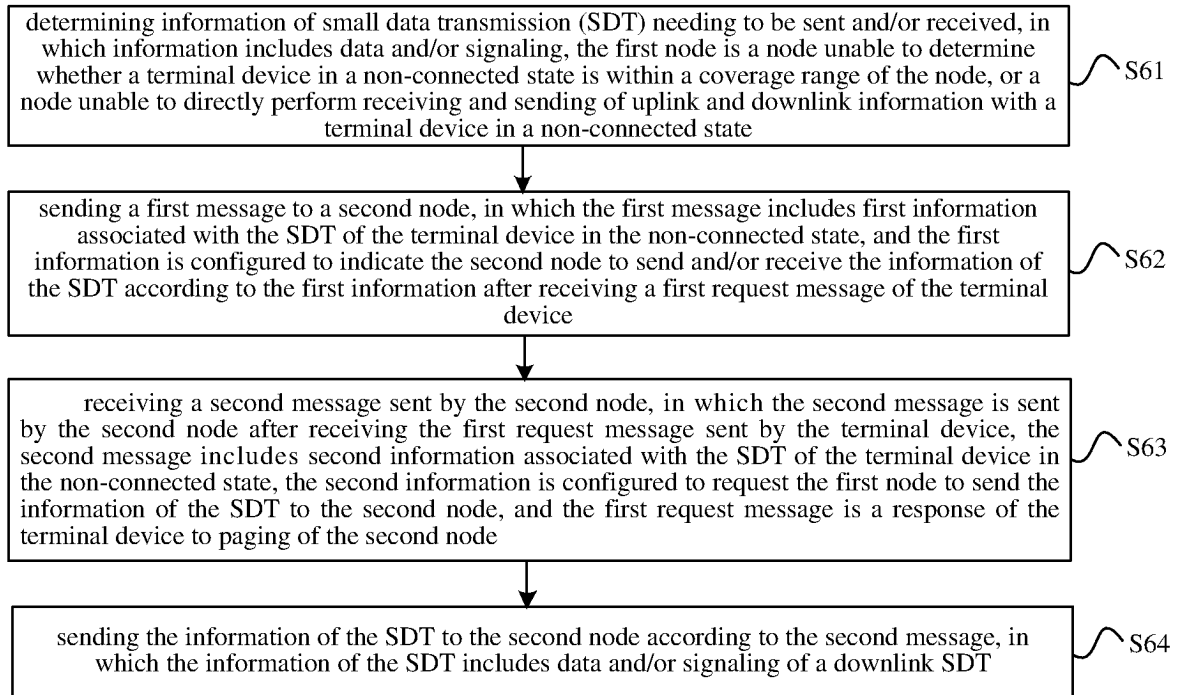 determining information of small data transmission (SDT) needing to be sent and/or received, in
which information includes data and/or signaling, the first node is a node unable to determine
whether a terminal device in a non-connected state is within a coverage range of the node, or a
node unable to directly perform receiving and sending of uplink and downlink information with a
terminal device in a non-connected state
S61
sending a first message to a second node, in which the first message includes first information
associated with the SDT of the terminal device in the non-connected state, and the first
information is configured to indicate the second node to send and/or receive the information of
the SDT according to the first information after receiving a first request message of the terminal
device
S62
receiving a second message sent by the second node, in which the second message is sent
by the second node after receiving the first request message sent by the terminal device, the
second message includes second information associated with the SDT of the terminal device in
the non-connected state, the second information is configured to request the first node to send the
information of the SDT to the second node, and the first request message is a response of the
terminal device to paging of the second node
S63
sending the information of the SDT to the second node according to the second message, in
which the information of the SDT includes data and/or signaling of a downlink SDT
S64